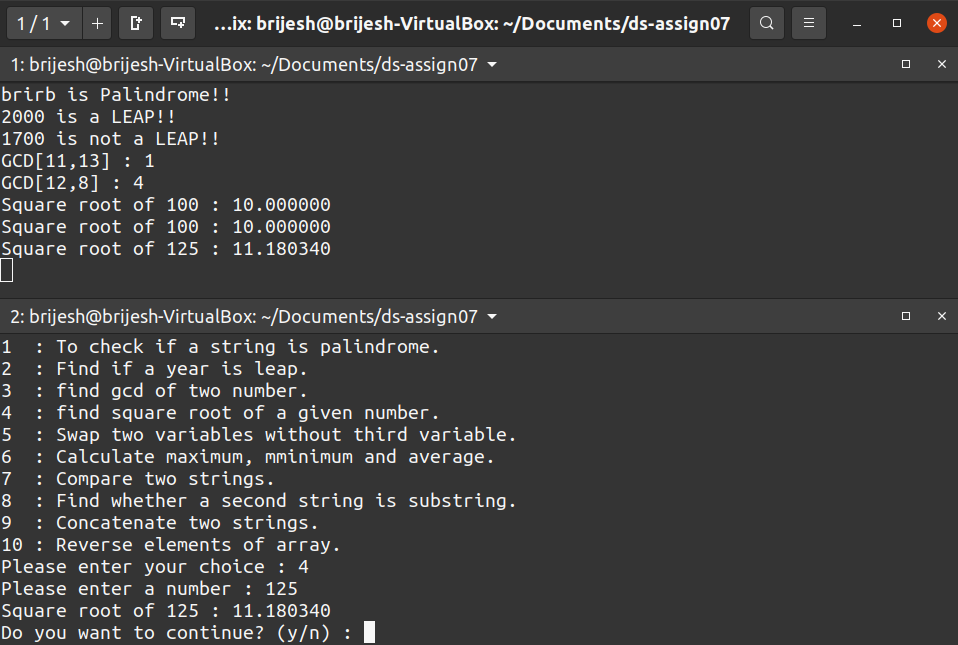 1 / 1
...ix: brijesh@brijesh-VirtualBox: ~/Documents/ds-assign07
1: brijesh@brijesh-VirtualBox: ~/Documents/ds-assign07
brirb is Palindrome!!
2000 is a LEAP!!
1700 is not a LEAP!!
GCD[11,13] : 1
GCD[12,8] : 4
Square root of 100 : 10.000000
Square root of 100 : 10.000000
Square root of 125 : 11.180340
2: brijesh@brijesh-VirtualBox: ~/Documents/ds-assign07
1  : To check if a string is palindrome.
2  : Find if a year is leap.
3  : find gcd of two number.
4  : find square root of a given number.
5  : Swap two variables without third variable.
6  : Calculate maximum, mminimum and average.
7  : Compare two strings.
8  : Find whether a second string is substring.
9  : Concatenate two strings.
10 : Reverse elements of array.
Please enter your choice : 4
Please enter a number : 125
Square root of 125 : 11.180340
Do you want to continue? (y/n) :